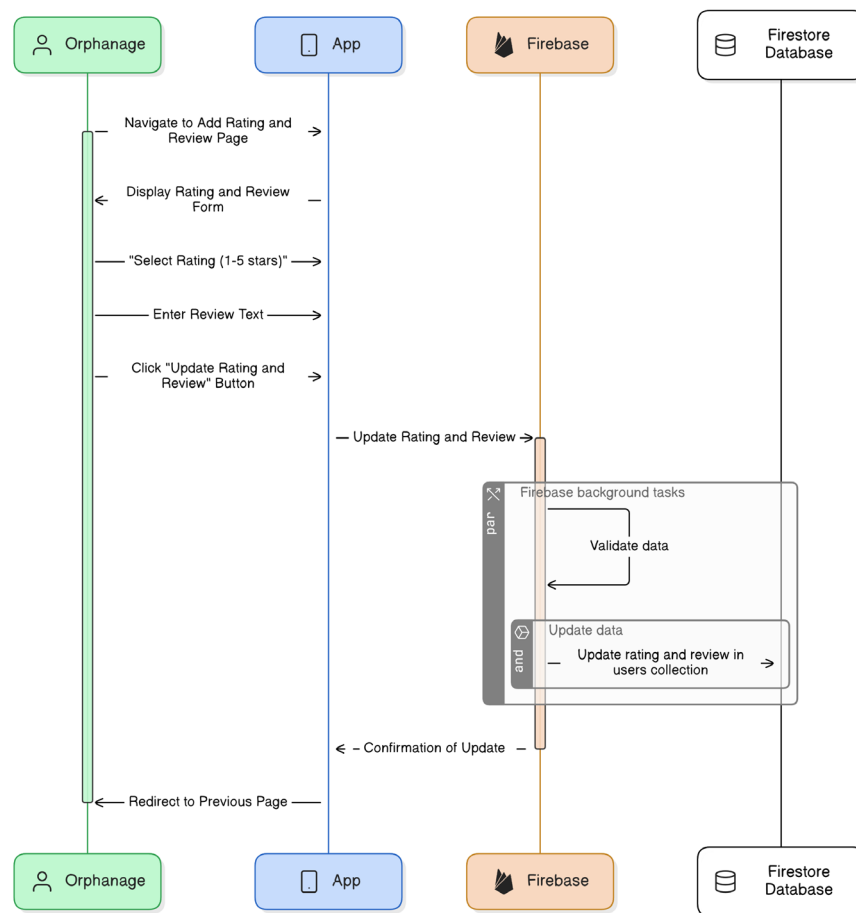 Orphanage
App
Firebase
Firestore
Database
Navigate to Add Rating and
Review Page
Display Rating and Review
Form
"Select Rating (1-5 stars)"
Enter Review Text
Click "Update Rating and
Review" Button
Update Rating and Review
par
Firebase background tasks
Validate data
and
Update data
Update rating and review in
users collection
Confirmation of Update
Redirect to Previous Page
Orphanage
App
Firebase
Firestore
Database